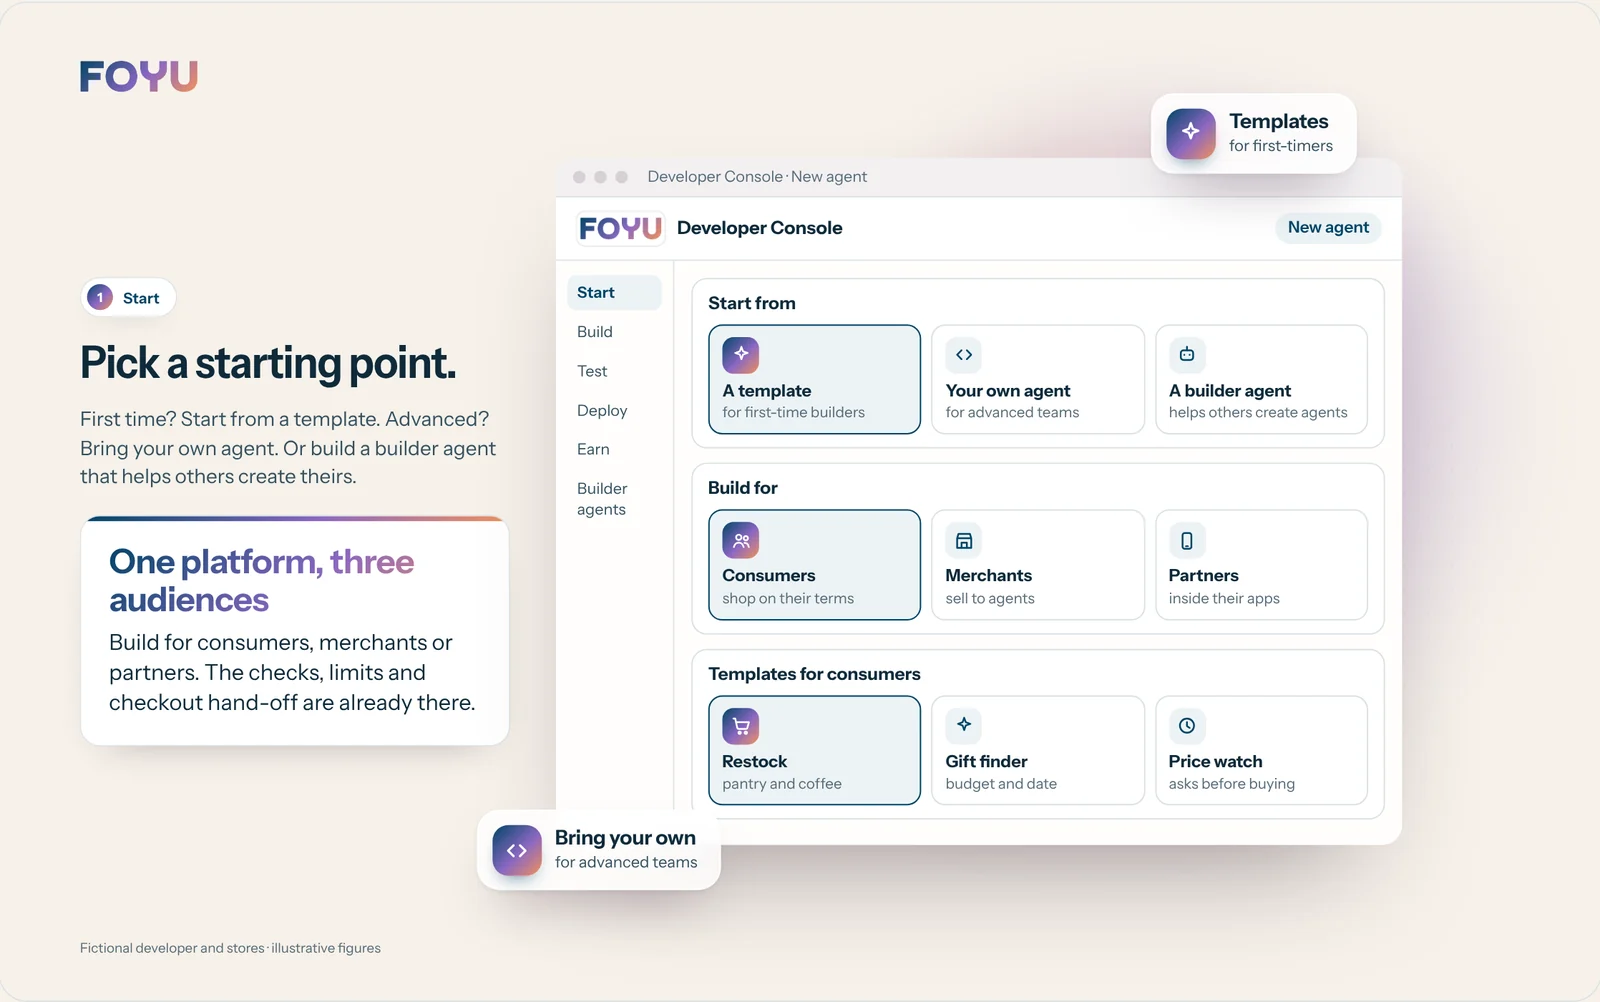 FOYU
1 Start
Pick a starting point.
First time? Start from a template. Advanced?
Bring your own agent. Or build a builder agent
that helps others create theirs.
One platform, three
audiences
Build for consumers, merchants or
partners. The checks, limits and
checkout hand-off are already there.
Templates
for first-timers
Developer Console · New agent
FOYU Developer Console
New agent
Start
Build
Test
Deploy
Earn
Builder
agents
Start from
A template
for first-time builders
Your own agent
for advanced teams
A builder agent
helps others create agents
Build for
Consumers
shop on their terms
Merchants
sell to agents
Partners
inside their apps
Templates for consumers
Restock
pantry and coffee
Gift finder
budget and date
Price watch
asks before buying
Bring your own
for advanced teams
Fictional developer and stores · illustrative figures